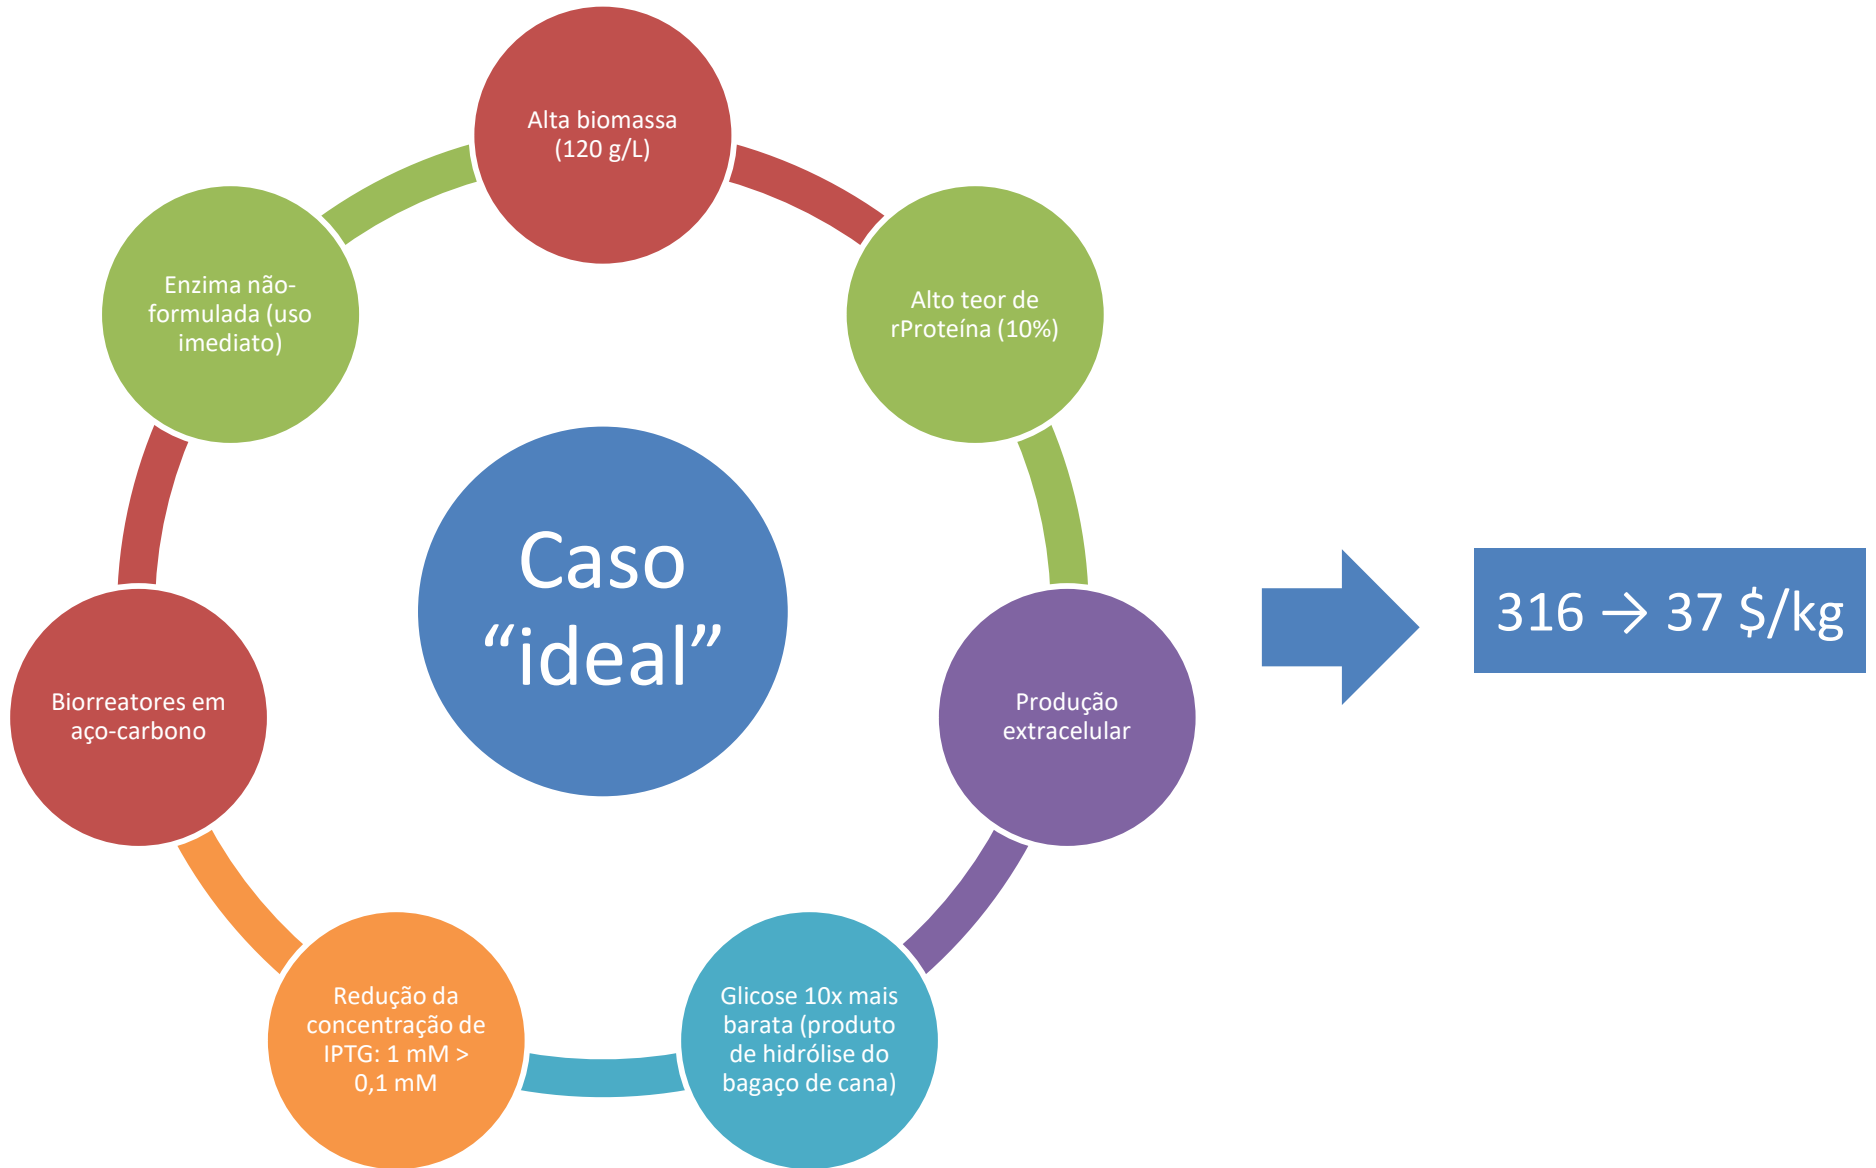 Alta biomassa
(120 g/L)
Alto teor de
rProteína (10%)
Produção
extracelular
Glicose 10x mais
barata (produto
de hidrólise do
bagaço de cana)
Redução da
concentração de
IPTG: 1 mM >
0,1 mM
Biorreatores em
aço-carbono
Enzima não-
formulada (uso
imediato)
Caso
“ideal”
316 → 37 $/kg